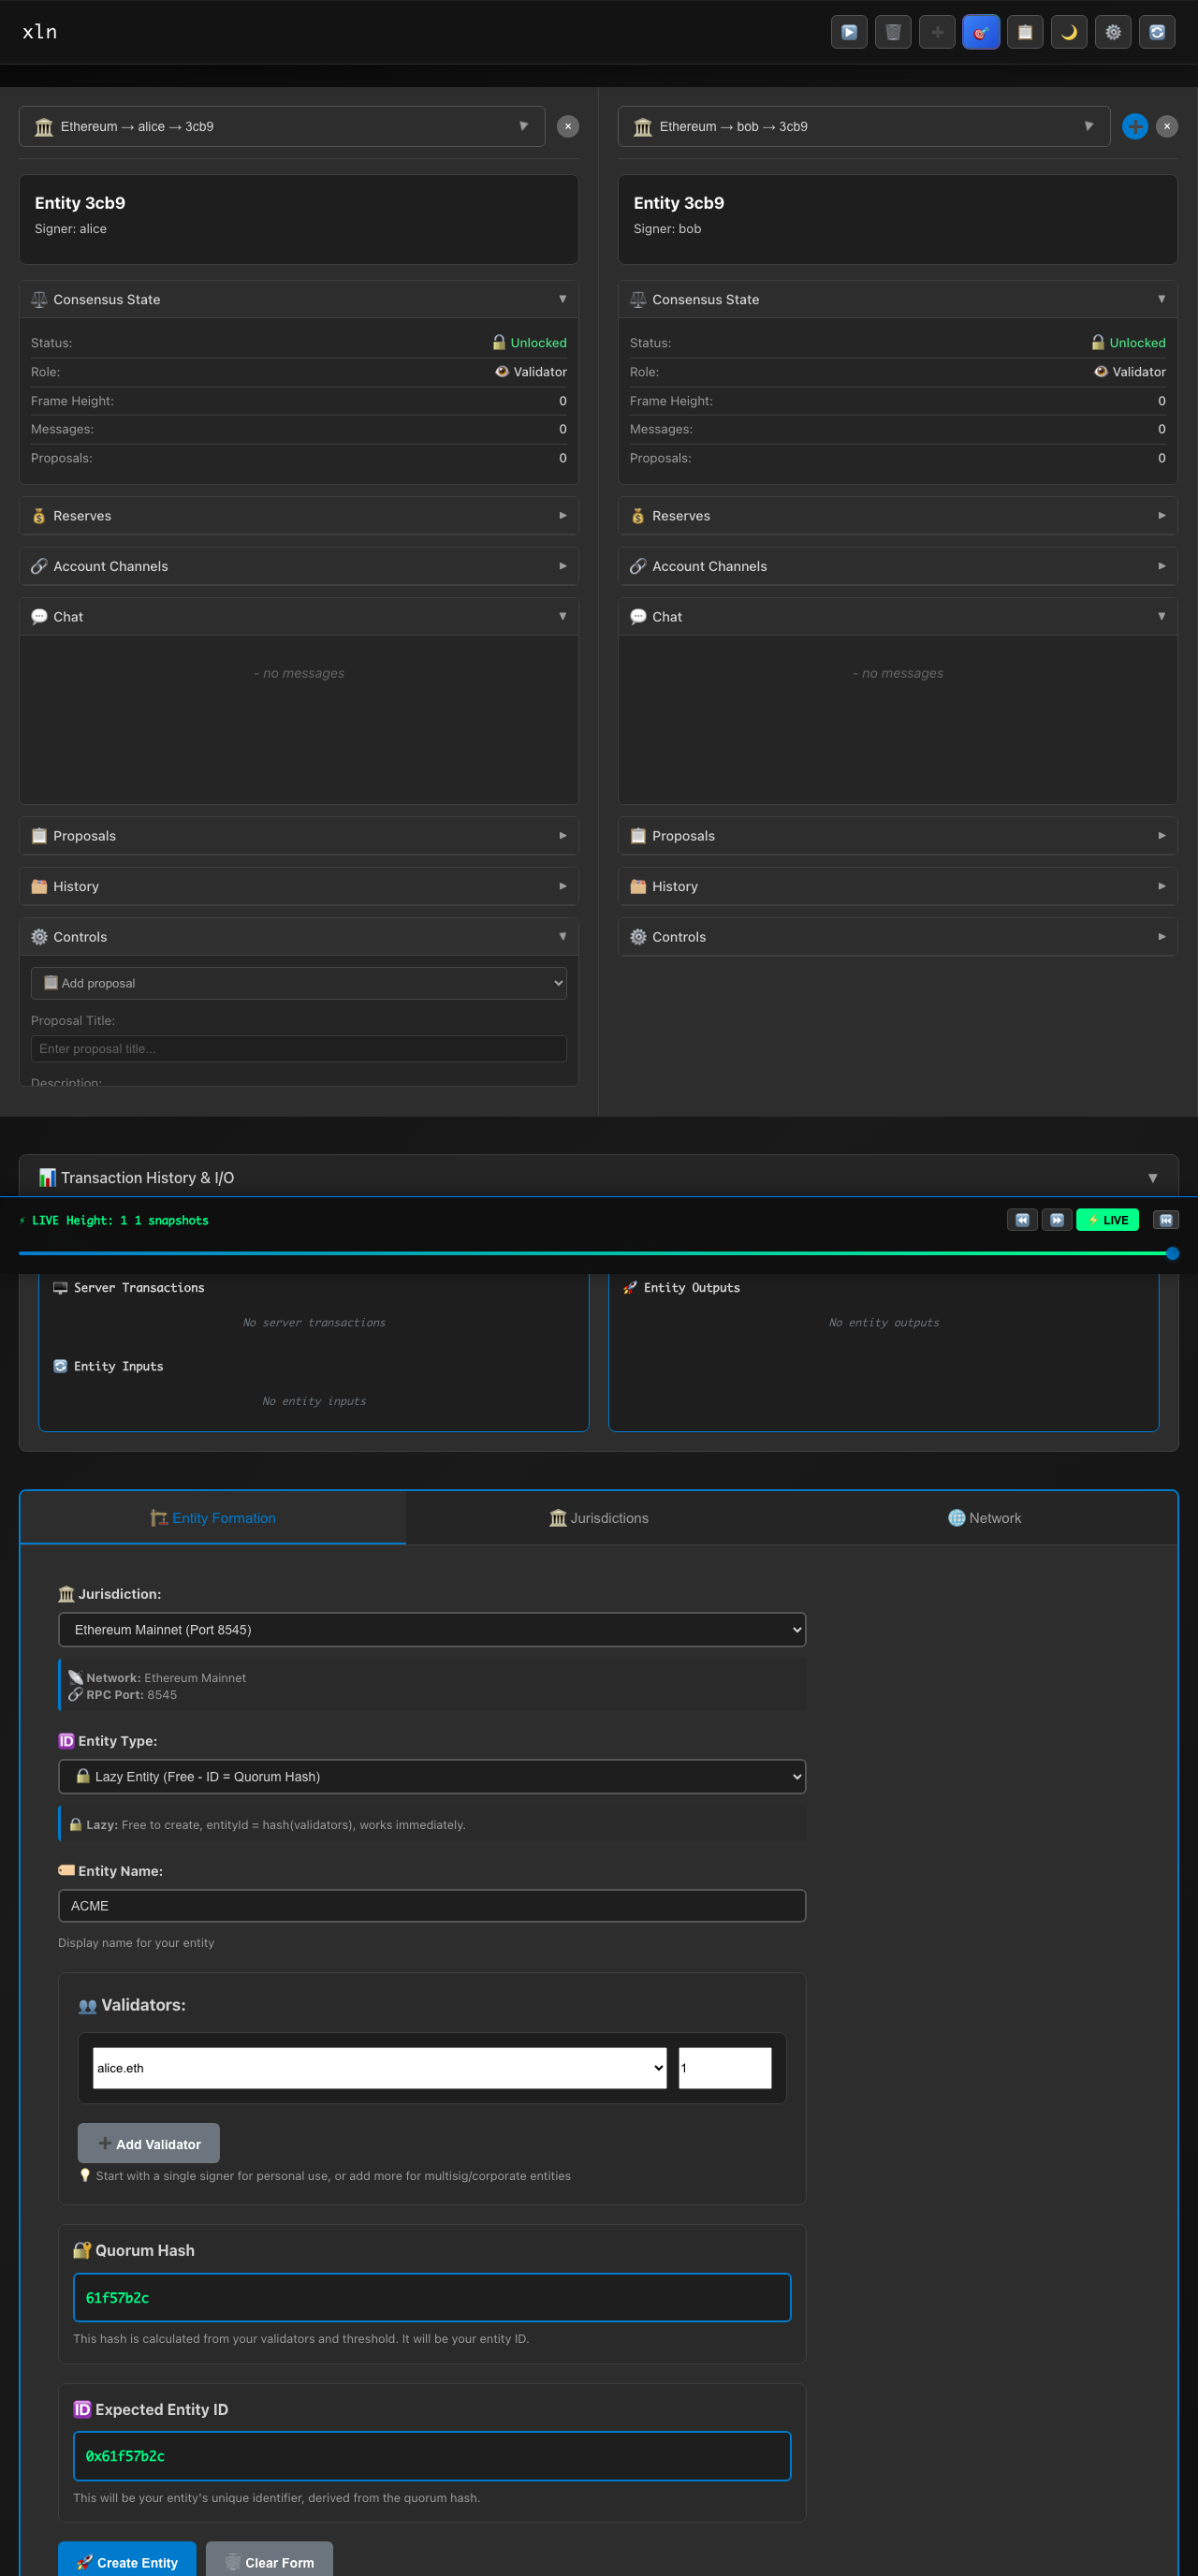 xln
Ethereum → alice → 3cb9
Entity 3cb9
Signer: alice
Consensus State
Status: Unlocked
Role: Validator
Frame Height: 0
Messages: 0
Proposals: 0
Reserves
Account Channels
Chat
- no messages
Proposals
History
Controls
Add proposal
Proposal Title:
Enter proposal title...
Description:
Ethereum → bob → 3cb9
Entity 3cb9
Signer: bob
Consensus State
Status: Unlocked
Role: Validator
Frame Height: 0
Messages: 0
Proposals: 0
Reserves
Account Channels
Chat
- no messages
Proposals
History
Controls
Transaction History & I/O
LIVE Height: 1 1 snapshots
LIVE
Server Transactions
No server transactions
Entity Inputs
No entity inputs
Entity Outputs
No entity outputs
Entity Formation
Jurisdictions
Network
Jurisdiction:
Ethereum Mainnet (Port 8545)
Network: Ethereum Mainnet
RPC Port: 8545
Entity Type:
Lazy Entity (Free - ID = Quorum Hash)
Lazy: Free to create, entityId = hash(validators), works immediately.
Entity Name:
ACME
Display name for your entity
Validators:
alice.eth
1
Add Validator
Start with a single signer for personal use, or add more for multisig/corporate entities
Quorum Hash
61f57b2c
This hash is calculated from your validators and threshold. It will be your entity ID.
Expected Entity ID
0x61f57b2c
This will be your entity's unique identifier, derived from the quorum hash.
Create Entity
Clear Form